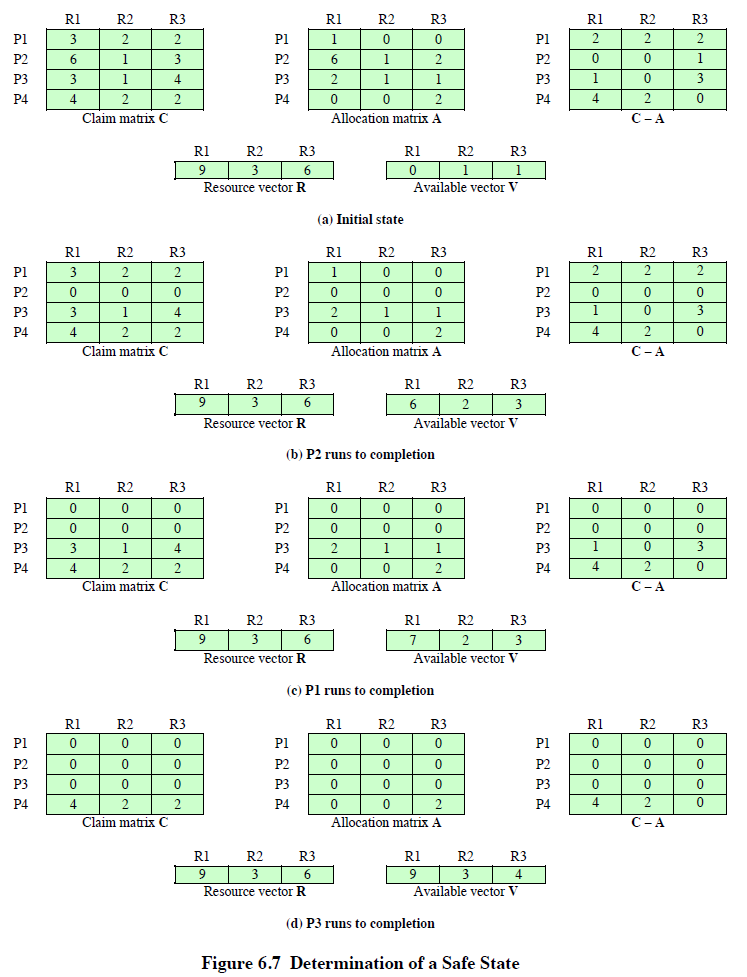 R1 R2 R3 R1 R2 R3 R1 R2 R3
P1 3 2 2 P1 1 0 0 P1 2 2 2
P2 6 1 3 P2 6 1 2 P2 0 0 1
P3 3 1 4 P3 2 1 1 P3 1 0 3
P4 4 2 2 P4 0 0 2 P4 4 2 0
Claim matrix C Allocation matrix A C – A
R1 R2 R3 R1 R2 R3
9 3 6 0 1 1
Resource vector R Available vector V
(a) Initial state
R1 R2 R3 R1 R2 R3 R1 R2 R3
P1 3 2 2 P1 1 0 0 P1 2 2 2
P2 0 0 0 P2 0 0 0 P2 0 0 0
P3 3 1 4 P3 2 1 1 P3 1 0 3
P4 4 2 2 P4 0 0 2 P4 4 2 0
Claim matrix C Allocation matrix A C – A
R1 R2 R3 R1 R2 R3
9 3 6 6 2 3
Resource vector R Available vector V
(b) P2 runs to completion
R1 R2 R3 R1 R2 R3 R1 R2 R3
P1 0 0 0 P1 0 0 0 P1 0 0 0
P2 0 0 0 P2 0 0 0 P2 0 0 0
P3 3 1 4 P3 2 1 1 P3 1 0 3
P4 4 2 2 P4 0 0 2 P4 4 2 0
Claim matrix C Allocation matrix A C – A
R1 R2 R3 R1 R2 R3
9 3 6 7 2 3
Resource vector R Available vector V
(c) P1 runs to completion
R1 R2 R3 R1 R2 R3 R1 R2 R3
P1 0 0 0 P1 0 0 0 P1 0 0 0
P2 0 0 0 P2 0 0 0 P2 0 0 0
P3 0 0 0 P3 0 0 0 P3 0 0 0
P4 4 2 2 P4 0 0 2 P4 4 2 0
Claim matrix C Allocation matrix A C – A
R1 R2 R3 R1 R2 R3
9 3 6 9 3 4
Resource vector R Available vector V
(d) P3 runs to completion
Figure 6.7 Determination of a Safe State